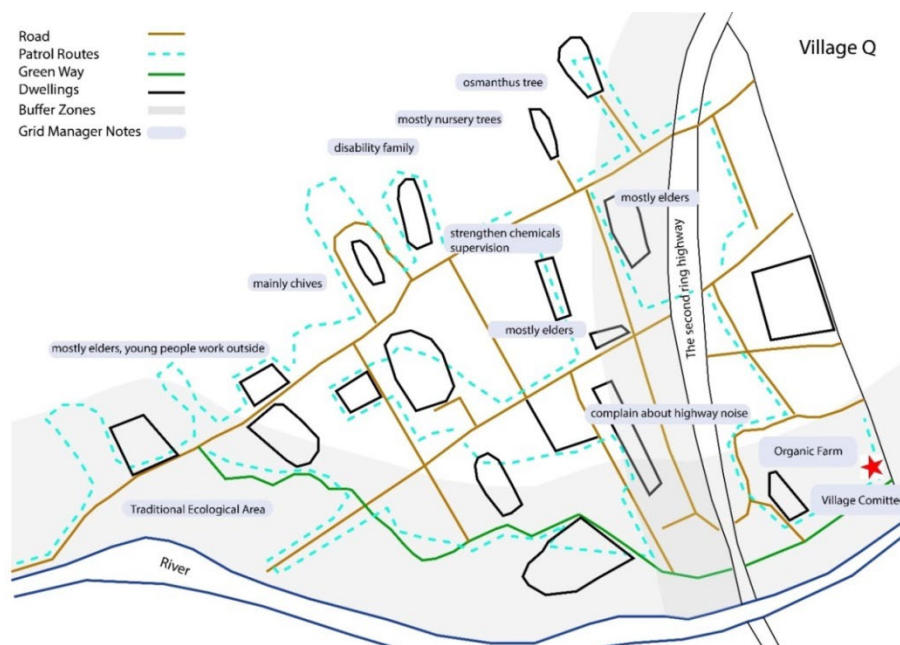 Village Q
Road
Patrol Routes
Green Way
Dwellings
Buffer Zones
Grid Manager Notes
osmanthus tree
mostly nursery trees
disability family
mostly elders
strengthen chemicals
supervision
mainly chives
The second ring highway
mostly elders
mostly elders, young people work outside
complain about highway noise
Organic Farm
Village Comittee
Traditional Ecological Area
River